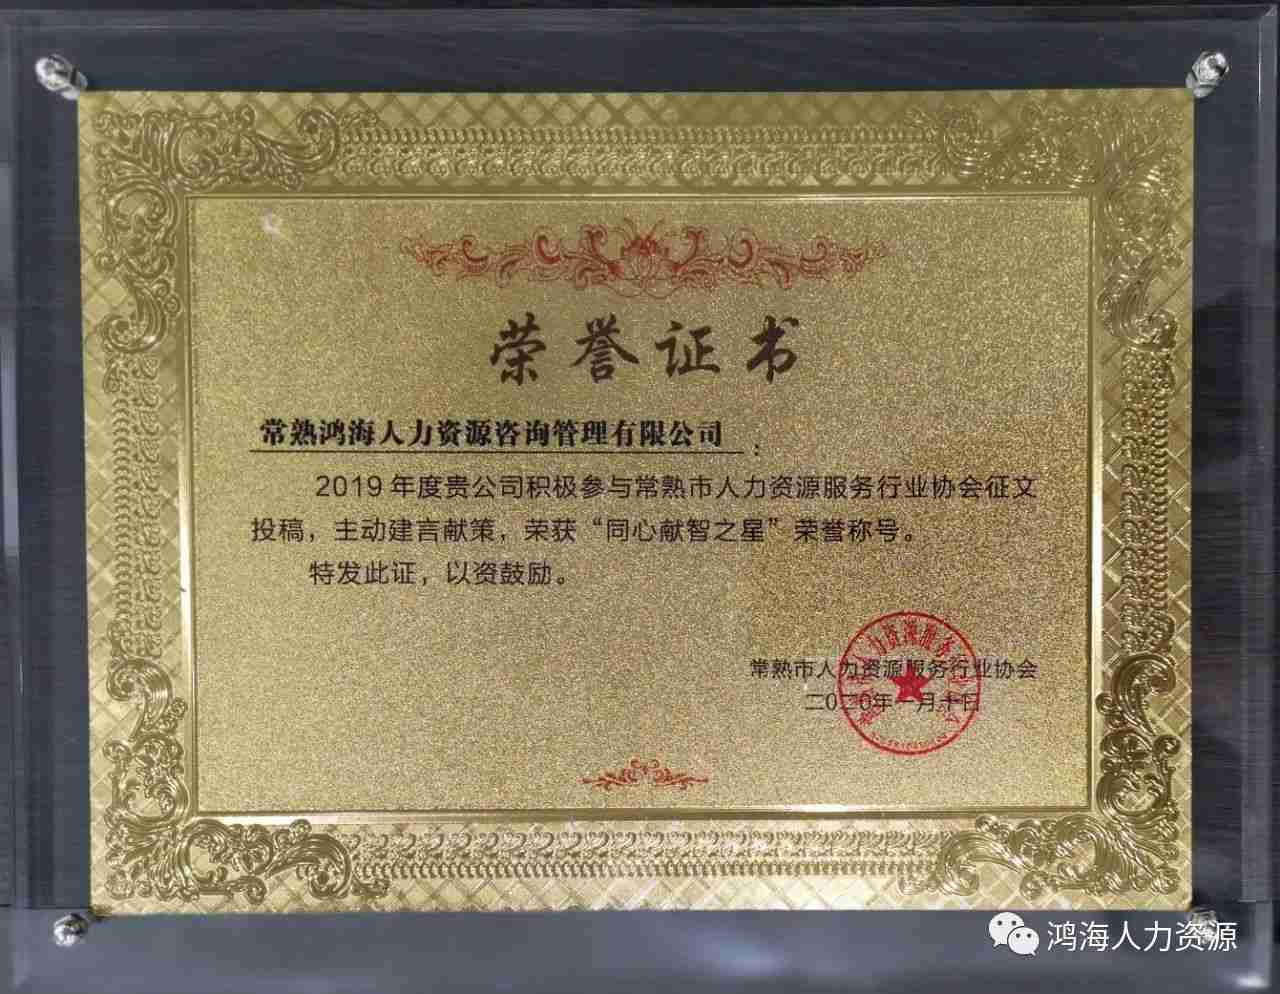 荣誉证书
常熟鸿海人力资源咨询管理有限公司：
2019年度贵公司积极参与常熟市人力资源服务行业协会征文
投稿，主动建言献策，荣获“同心献智之星”荣誉称号。
特发此证，以资鼓励。
常熟市人力资源服务行业协会
二〇二〇年一月十日
鸿海人力资源